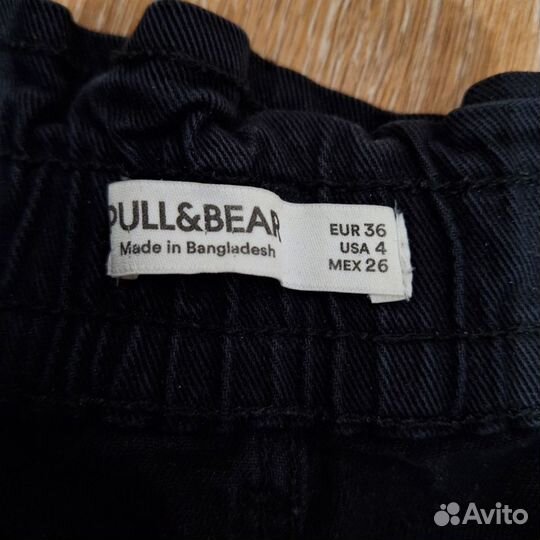 PULL&BEAR
Made in Bangladesh
EUR 36
USA 4
MEX 26
Avito